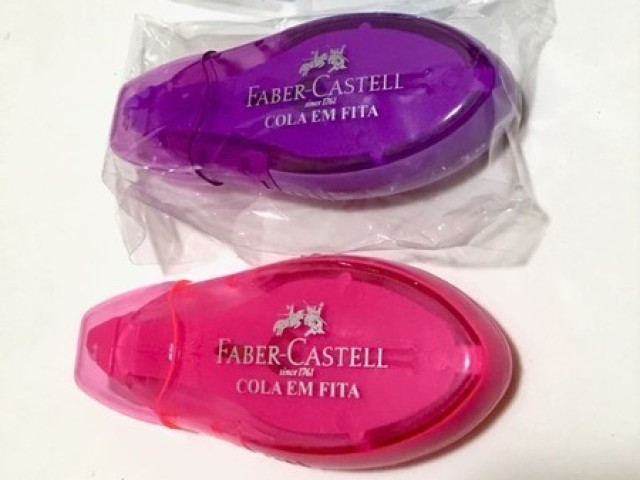 FABER-CASTELL
since 1761
COLA EM FITA
FABER-CASTELL
since 1761
COLA EM FITA